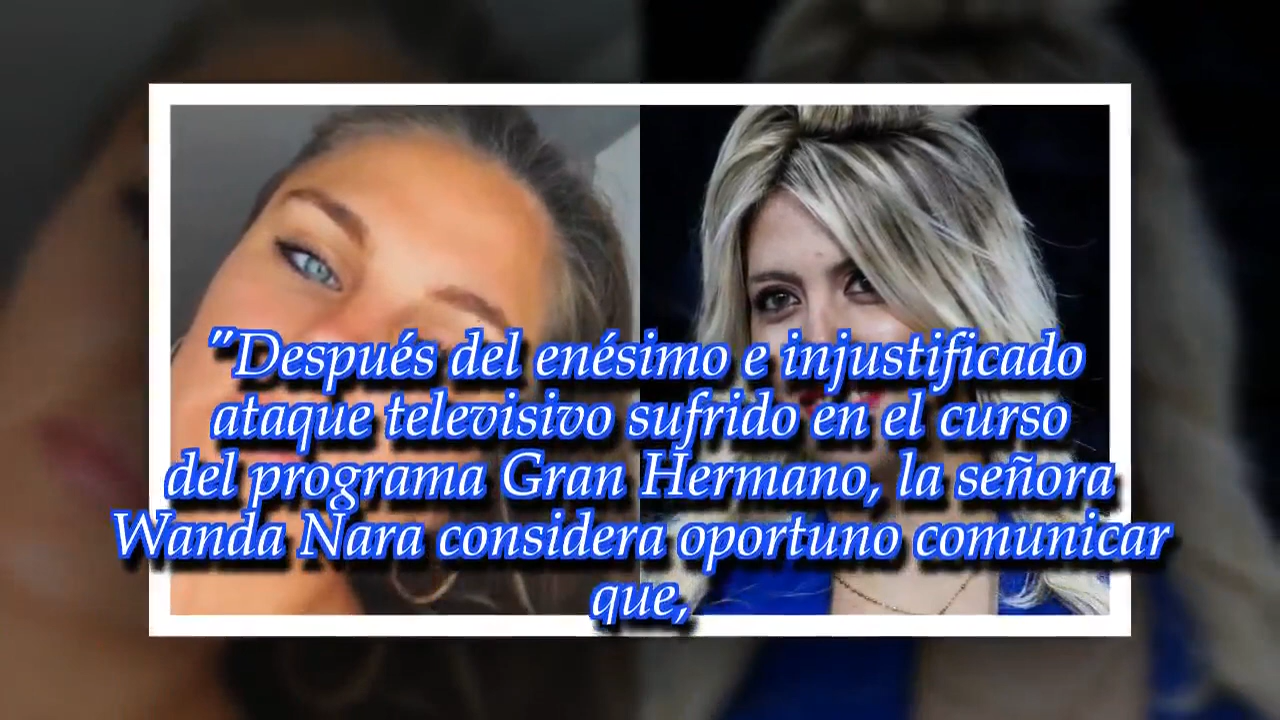 "Después del enésimo e injustificado
ataque televisivo sufrido en el curso
del programa Gran Hermano, la señora
Wanda Nara considera oportuno comunicar
que,